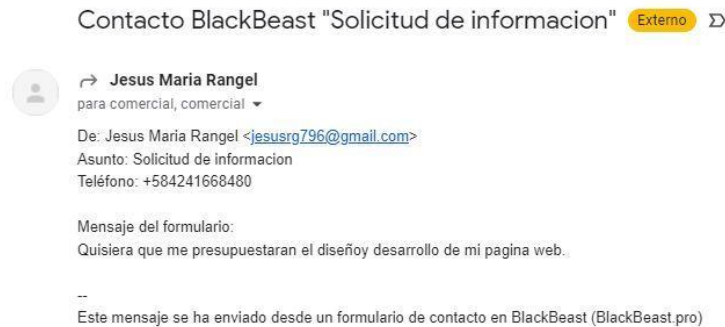 Contacto BlackBeast "Solicitud de informacion" Externo
Jesus Maria Rangel
para comercial, comercial
De: Jesus Maria Rangel <jesusrg796@gmail.com>
Asunto: Solicitud de informacion
Teléfono: +584241668480
Mensaje del formulario:
Quisiera que me presupuestaran el diseñoy desarrollo de mi pagina web.
--
Este mensaje se ha enviado desde un formulario de contacto en BlackBeast (BlackBeast.pro)